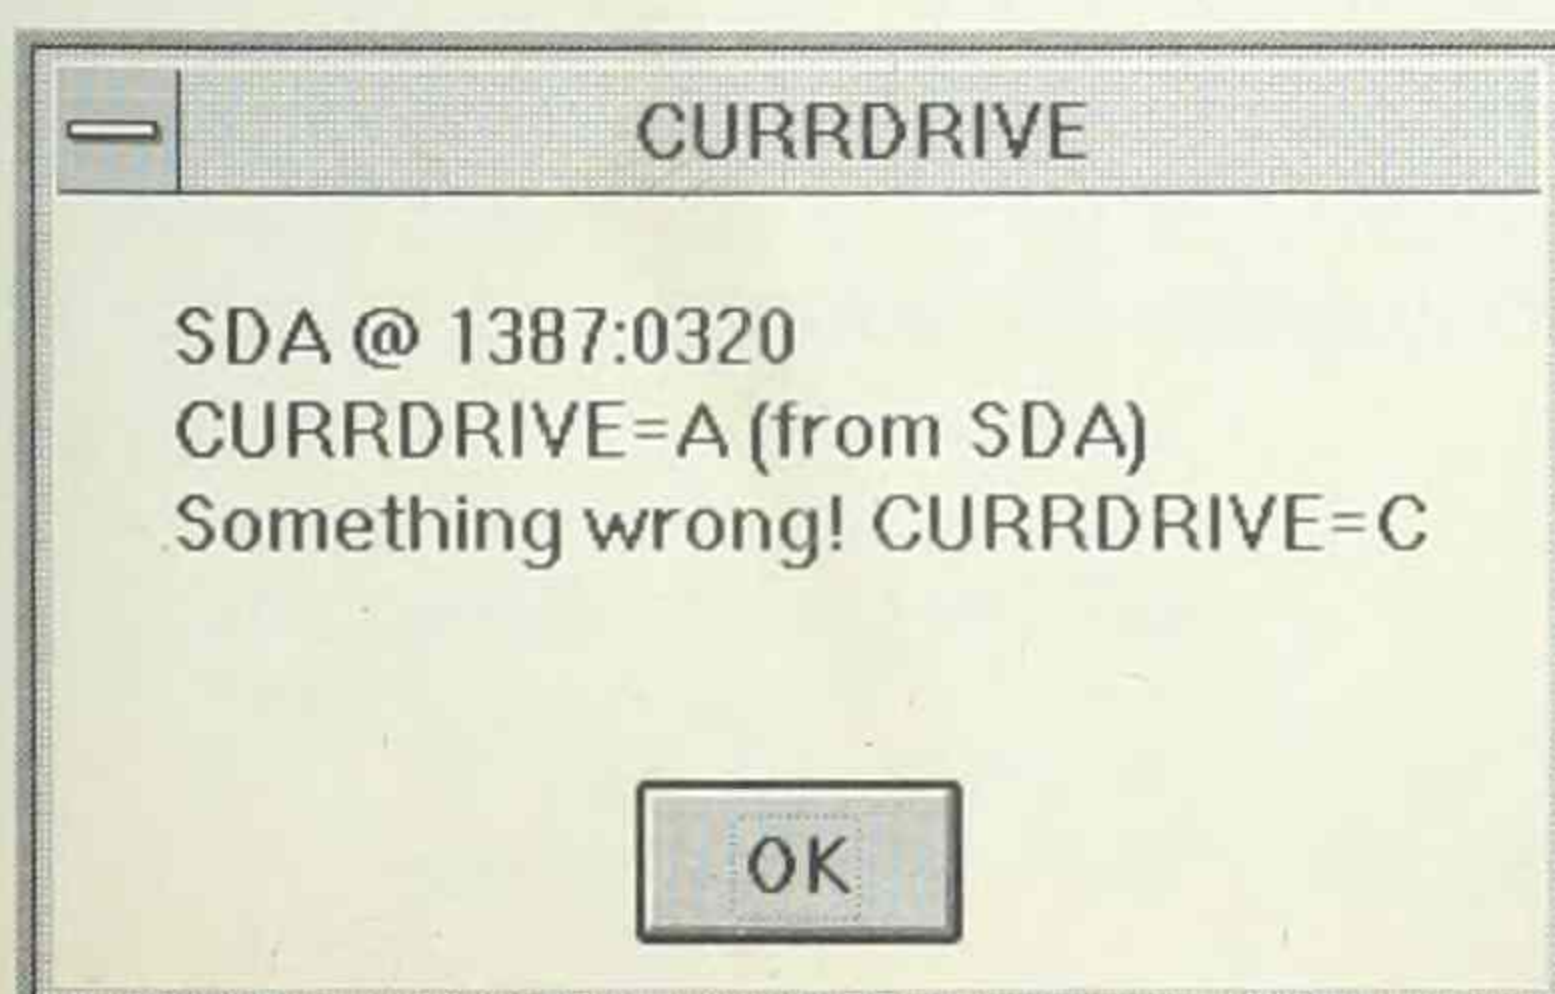 CURRDRIVE
SDA @ 1387:0320
CURRDRIVE=A (from SDA)
Something wrong! CURRDRIVE=C
OK